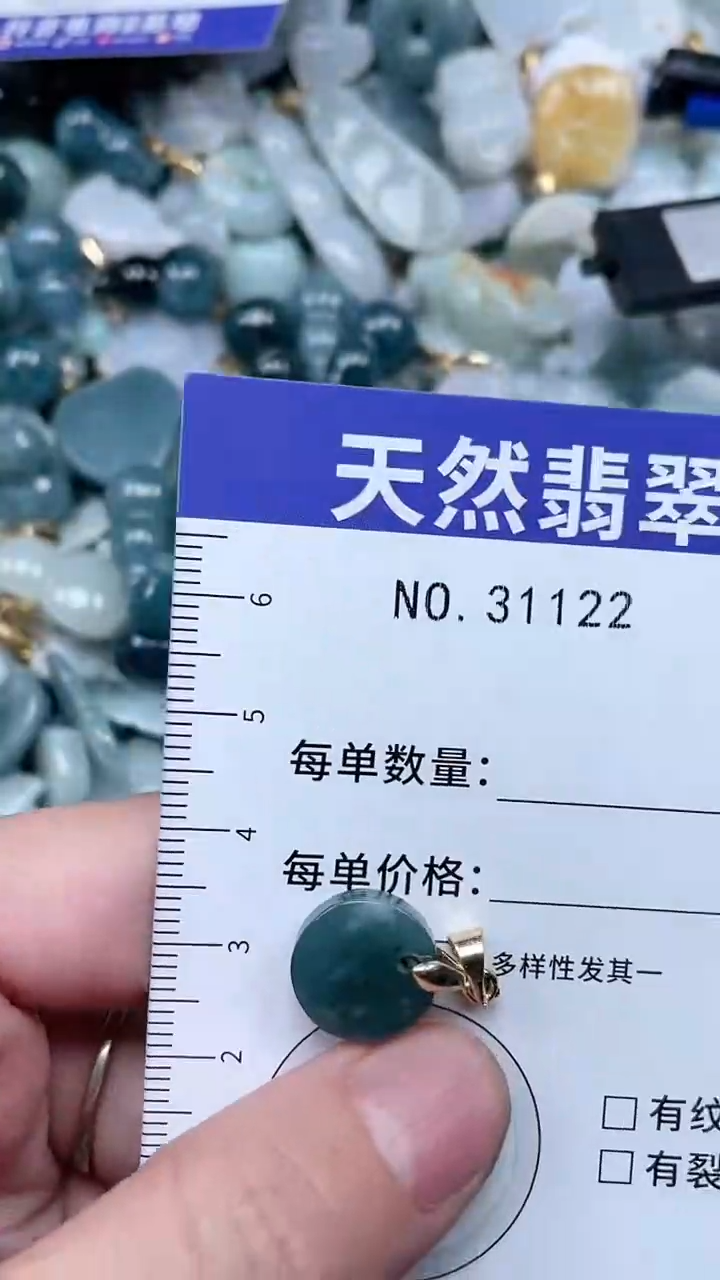 天然翡翠
NO. 31122
6
5
每单数量:
4
每单价格:
3
多样性发其一
2
□ 有纹
□ 有裂